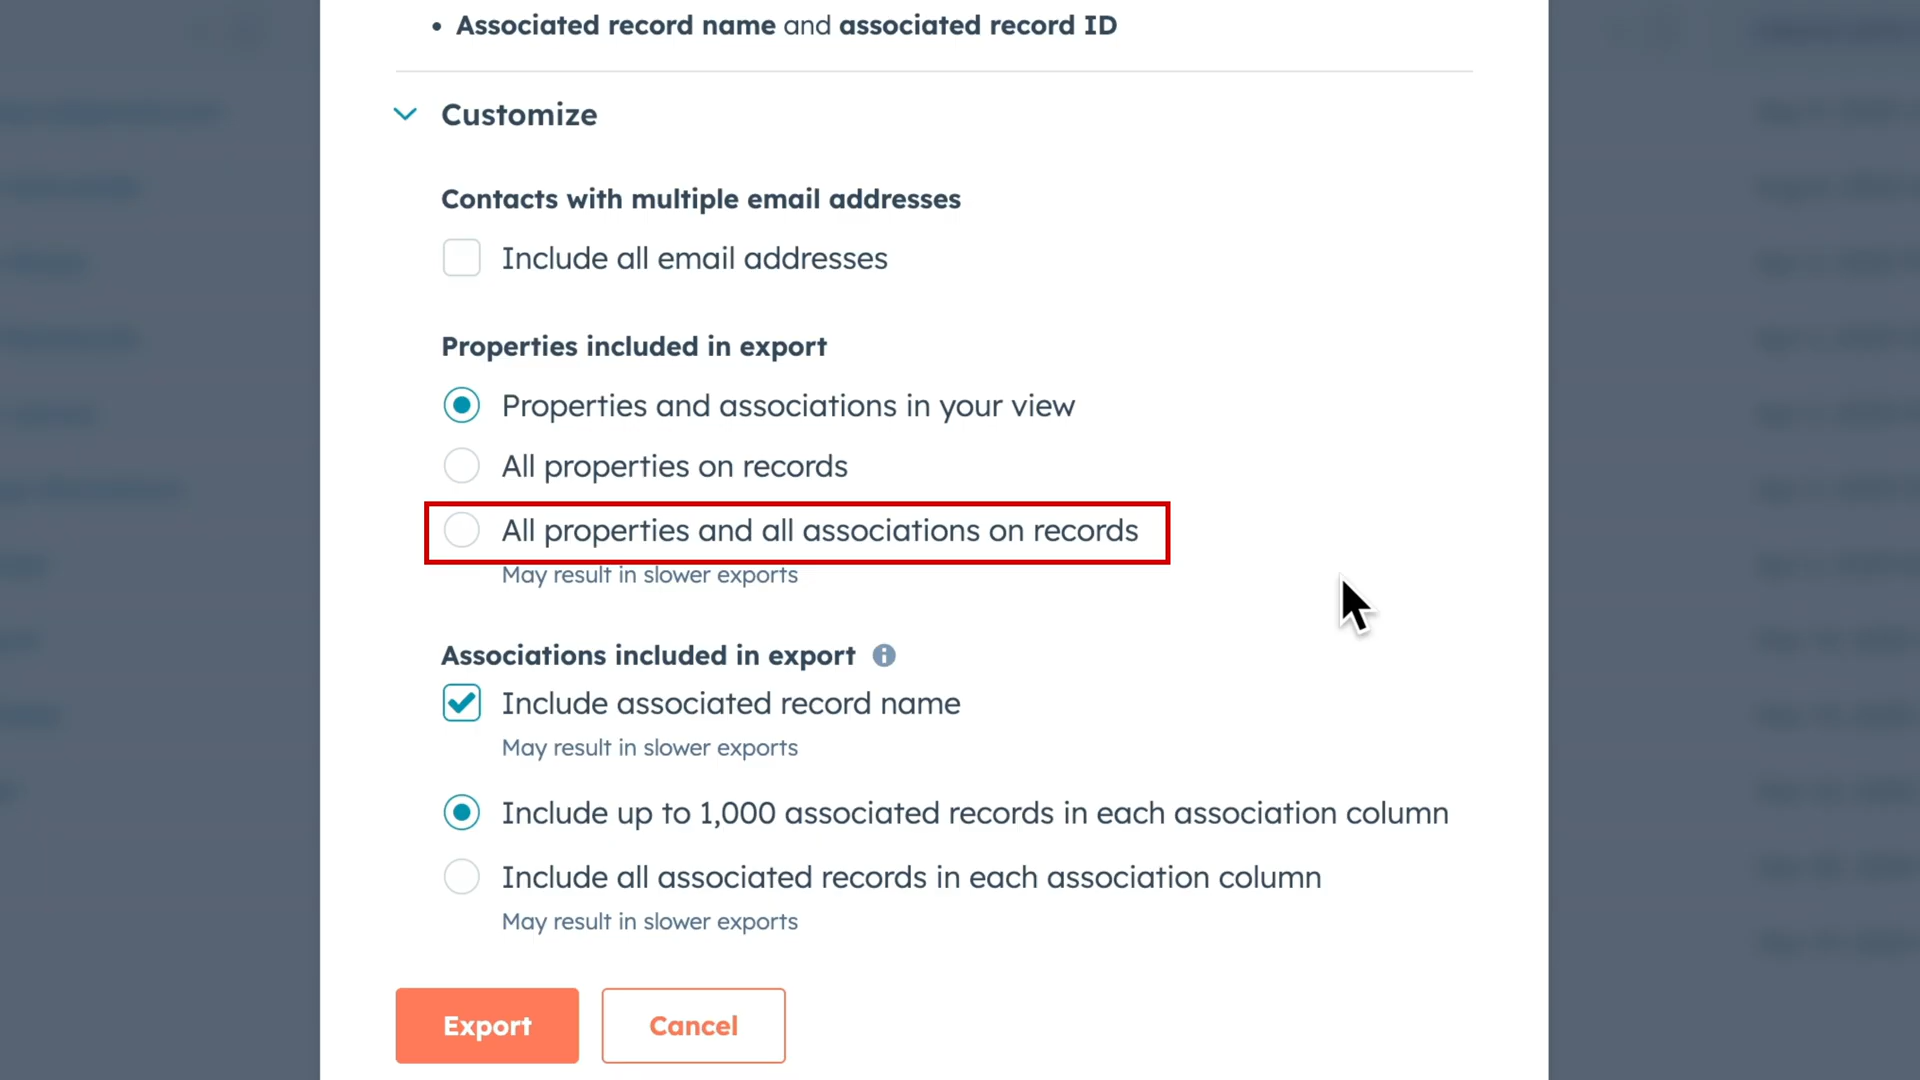 • Associated record name and associated record ID
Customize
Contacts with multiple email addresses
Include all email addresses
Properties included in export
Properties and associations in your view
All properties on records
All properties and all associations on records
May result in slower exports
Associations included in export
Include associated record name
May result in slower exports
Include up to 1,000 associated records in each association column
Include all associated records in each association column
May result in slower exports
Export Cancel